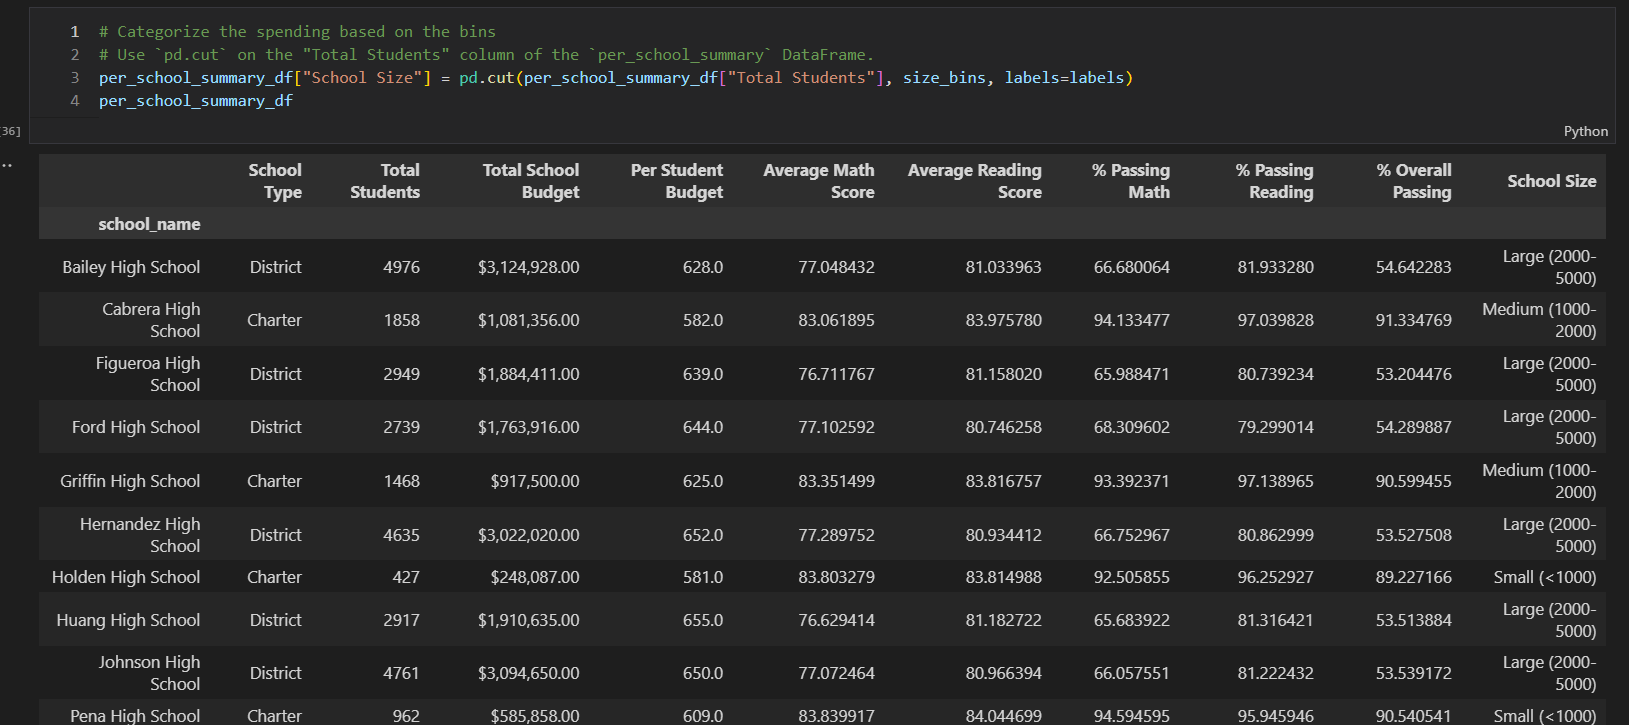 1 # Categorize the spending based on the bins
2 # Use `pd.cut` on the "Total Students" column of the `per_school_summary` DataFrame.
3 per_school_summary_df["School Size"] = pd.cut(per_school_summary_df["Total Students"], size_bins, labels=labels)
4 per_school_summary_df
36]
Python
School Type Total Students Total School Budget Per Student Budget Average Math Score Average Reading Score % Passing Math % Passing Reading % Overall Passing School Size
school_name
Bailey High School District 4976 $3,124,928.00 628.0 77.048432 81.033963 66.680064 81.933280 54.642283 Large (2000-5000)
Cabrera High School Charter 1858 $1,081,356.00 582.0 83.061895 83.975780 94.133477 97.039828 91.334769 Medium (1000-2000)
Figueroa High School District 2949 $1,884,411.00 639.0 76.711767 81.158020 65.988471 80.739234 53.204476 Large (2000-5000)
Ford High School District 2739 $1,763,916.00 644.0 77.102592 80.746258 68.309602 79.299014 54.289887 Large (2000-5000)
Griffin High School Charter 1468 $917,500.00 625.0 83.351499 83.816757 93.392371 97.138965 90.599455 Medium (1000-2000)
Hernandez High School District 4635 $3,022,020.00 652.0 77.289752 80.934412 66.752967 80.862999 53.527508 Large (2000-5000)
Holden High School Charter 427 $248,087.00 581.0 83.803279 83.814988 92.505855 96.252927 89.227166 Small (<1000)
Huang High School District 2917 $1,910,635.00 655.0 76.629414 81.182722 65.683922 81.316421 53.513884 Large (2000-5000)
Johnson High School District 4761 $3,094,650.00 650.0 77.072464 80.966394 66.057551 81.222432 53.539172 Large (2000-5000)
Pena High School Charter 962 $585,858.00 609.0 83.839917 84.044699 94.594595 95.945946 90.540541 Small (<1000)